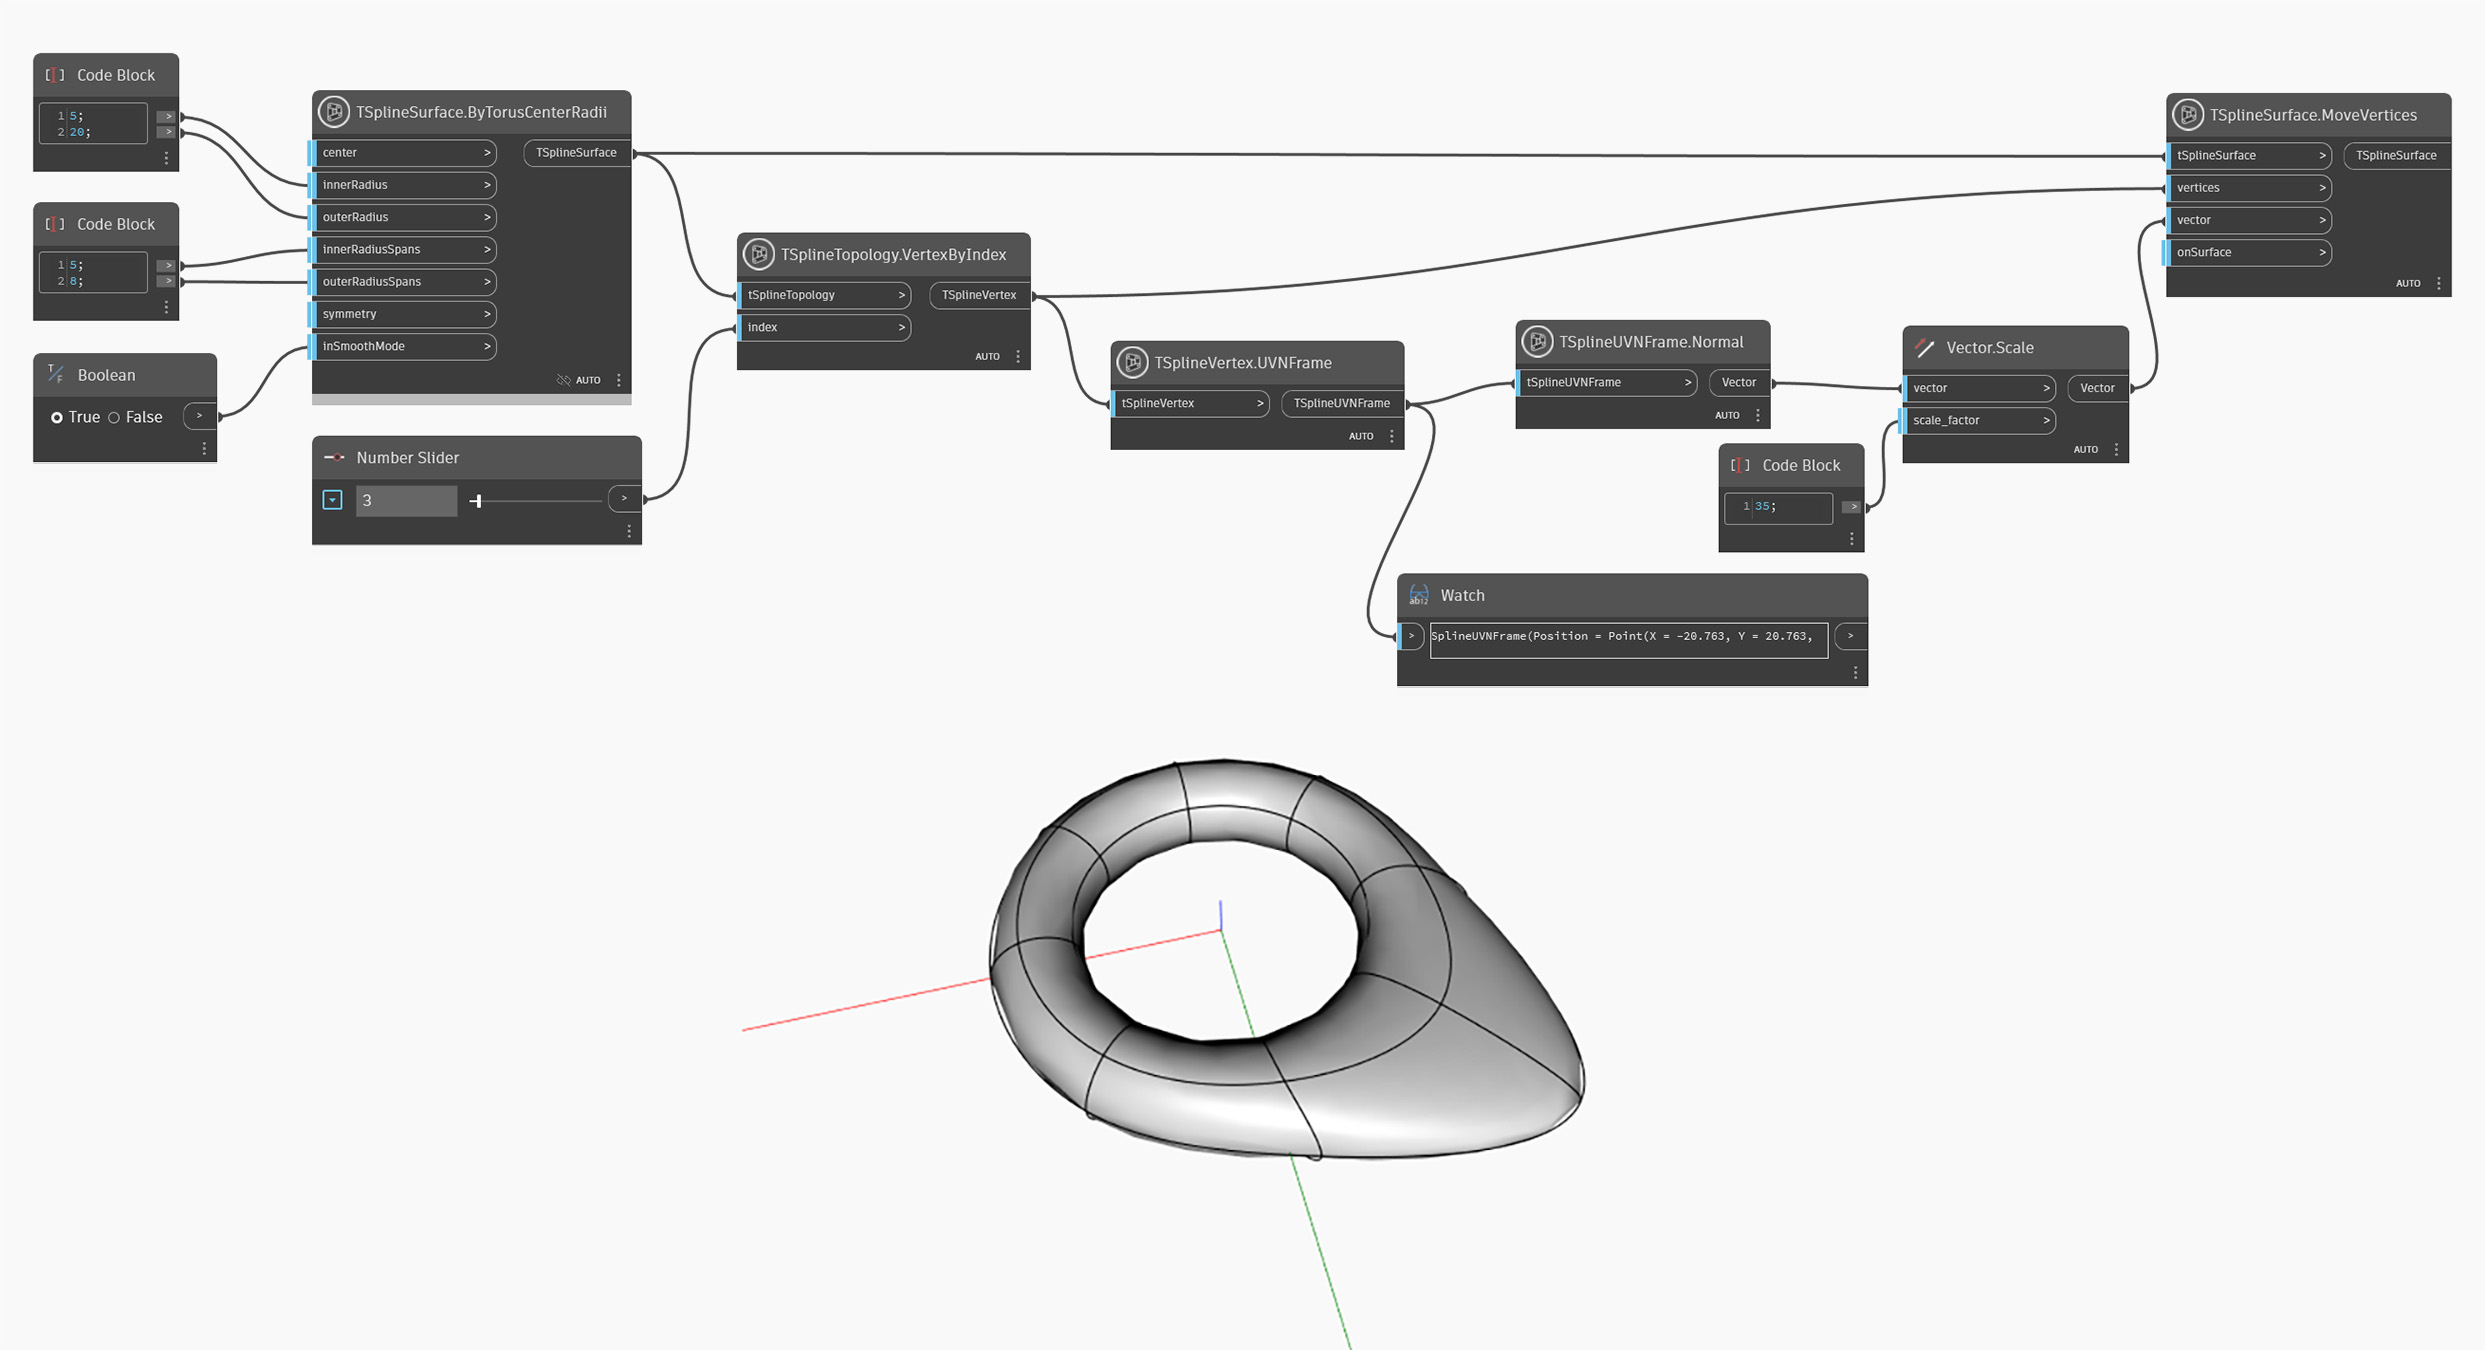 Code Block
1 5;
2 20;
>
>
Code Block
1 5;
2 8;
>
>
Boolean
True False >
TSplineSurface.ByTorusCenterRadii
center > TSplineSurface
innerRadius >
outerRadius >
innerRadiusSpans >
outerRadiusSpans >
symmetry >
inSmoothMode >
AUTO
Number Slider
3 >
TSplineTopology.VertexByIndex
tSplineTopology > TSplineVertex
index >
AUTO
TSplineVertex.UVNFrame
tSplineVertex > TSplineUVNFrame
AUTO
TSplineUVNFrame.Normal
tSplineUVNFrame > Vector
AUTO
Code Block
1 35; >
Vector.Scale
vector > Vector
scale_factor >
AUTO
ab12 Watch
> SplineUVNFrame(Position = Point(X = -20.763, Y = 20.763, >
TSplineSurface.MoveVertices
tSplineSurface > TSplineSurface
vertices >
vector >
onSurface >
AUTO